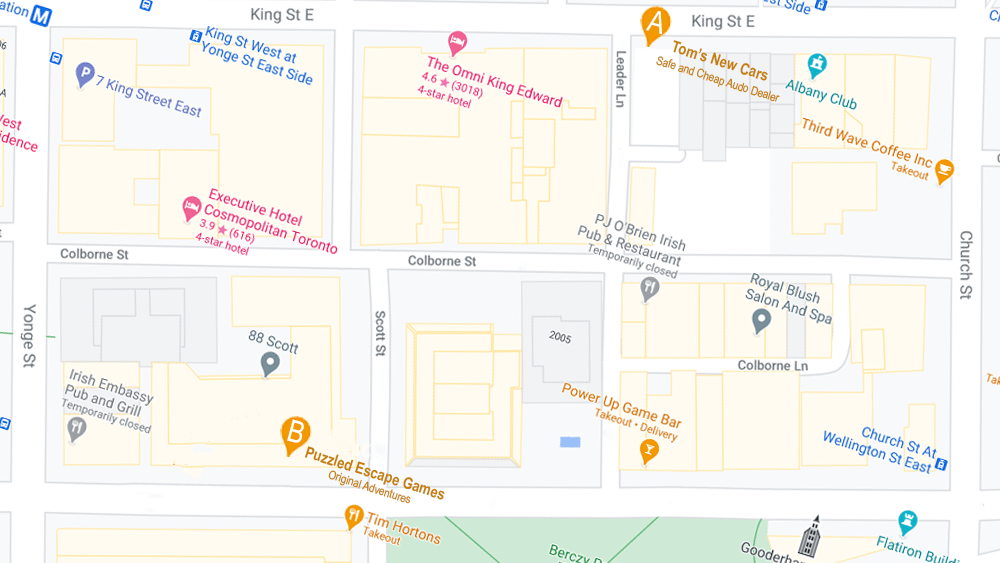 King St E
King St E
M
st Side
A
King St West at
Yonge St East Side
Tom's New Cars
Safe and Cheap Audo Dealer
The Omni King Edward
4.6 ★ (3018)
4-star hotel
Leader Ln
Albany Club
P
7 King Street East
Third Wave Coffee Inc
Takeout
Executive Hotel
Cosmopolitan Toronto
3.9 ★ (616)
4-star hotel
PJ O'Brien Irish
Pub & Restaurant
Temporarily closed
Colborne St
Colborne St
Church St
Royal Blush
Salon And Spa
Yonge St
88 Scott
Scott St
2005
Colborne Ln
Irish Embassy
Pub and Grill
Temporarily closed
Power Up Game Bar
Takeout • Delivery
B
Puzzled Escape Games
Original Adventures
Church St At
Wellington St East
Tim Hortons
Takeout
Berczy P
Gooderha
Flatiron Buildi